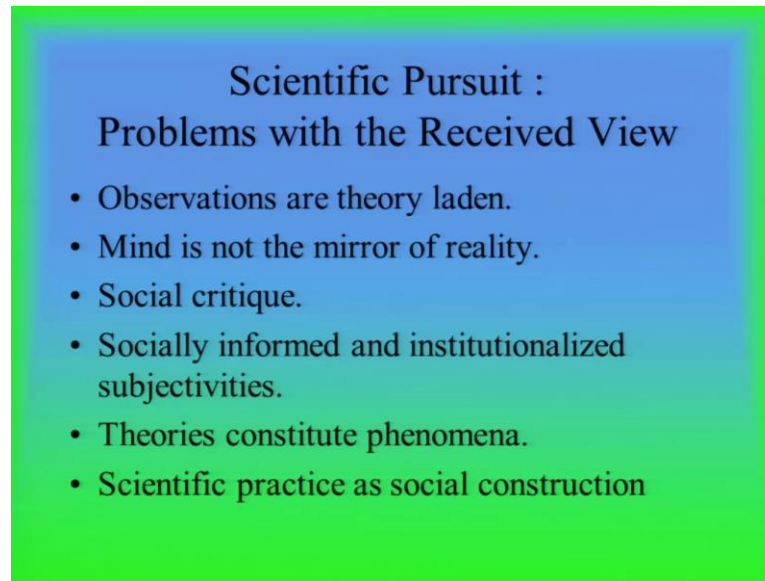 Scientific Pursuit :
Problems with the Received View
• Observations are theory laden.
• Mind is not the mirror of reality.
• Social critique.
• Socially informed and institutionalized
subjectivities.
• Theories constitute phenomena.
• Scientific practice as social construction